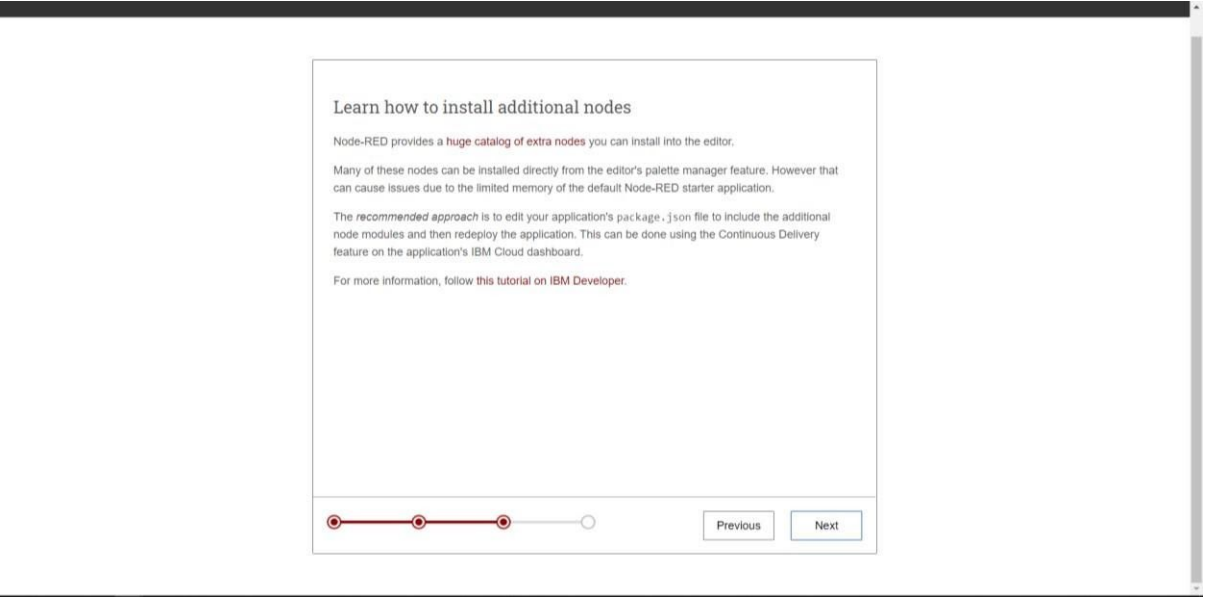 Learn how to install additional nodes
Node-RED provides a huge catalog of extra nodes you can install into the editor.
Many of these nodes can be installed directly from the editor's palette manager feature. However that
can cause issues due to the limited memory of the default Node-RED starter application.
The recommended approach is to edit your application's package.json file to include the additional
node modules and then redeploy the application. This can be done using the Continuous Delivery
feature on the application's IBM Cloud dashboard.
For more information, follow this tutorial on IBM Developer.
Previous Next